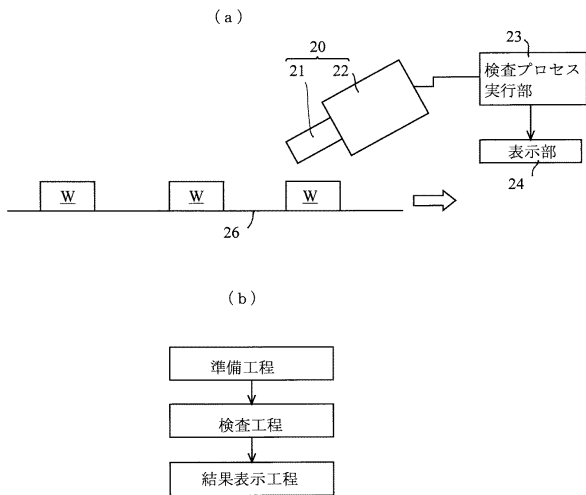 （a）
20
21 22
23
検査プロセス
実行部
表示部
24
W W W
26
（b）
準備工程
検査工程
結果表示工程